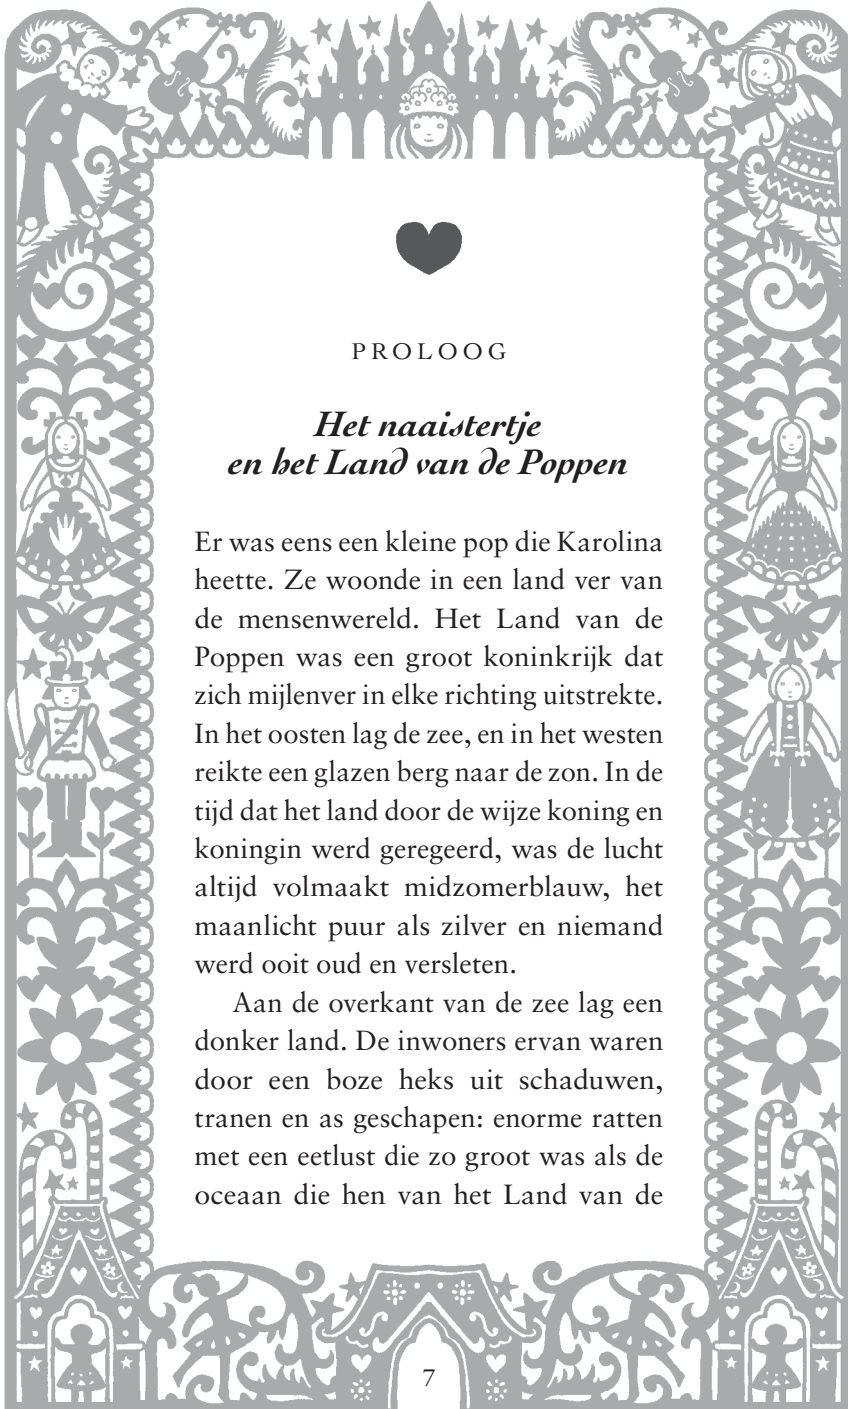 PROLOOG
Het naaistertje
en het Land van de Poppen
Er was eens een kleine pop die Karolina
heette. Ze woonde in een land ver van
de mensenwereld. Het Land van de
Poppen was een groot koninkrijk dat
zich mijlenver in elke richting uitstrekte.
In het oosten lag de zee, en in het westen
reikte een glazen berg naar de zon. In de
tijd dat het land door de wijze koning en
koningin werd geregeerd, was de lucht
altijd volmaakt midzomerblauw, het
maanlicht puur als zilver en niemand
werd ooit oud en versleten.
Aan de overkant van de zee lag een
donker land. De inwoners ervan waren
door een boze heks uit schaduwen,
tranen en as geschapen: enorme ratten
met een eetlust die zo groot was als de
oceaan die hen van het Land van de
7